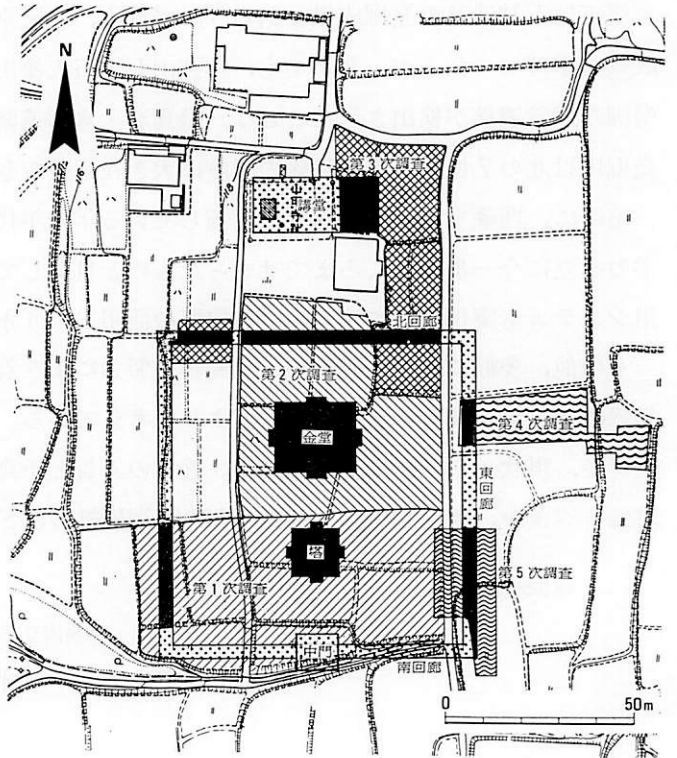 N
第3次調査
講堂
北回廊
第2次調査
第4次調査
金堂
東回廊
塔
第5次調査
第1次調査
中門
南回廊
0
50m